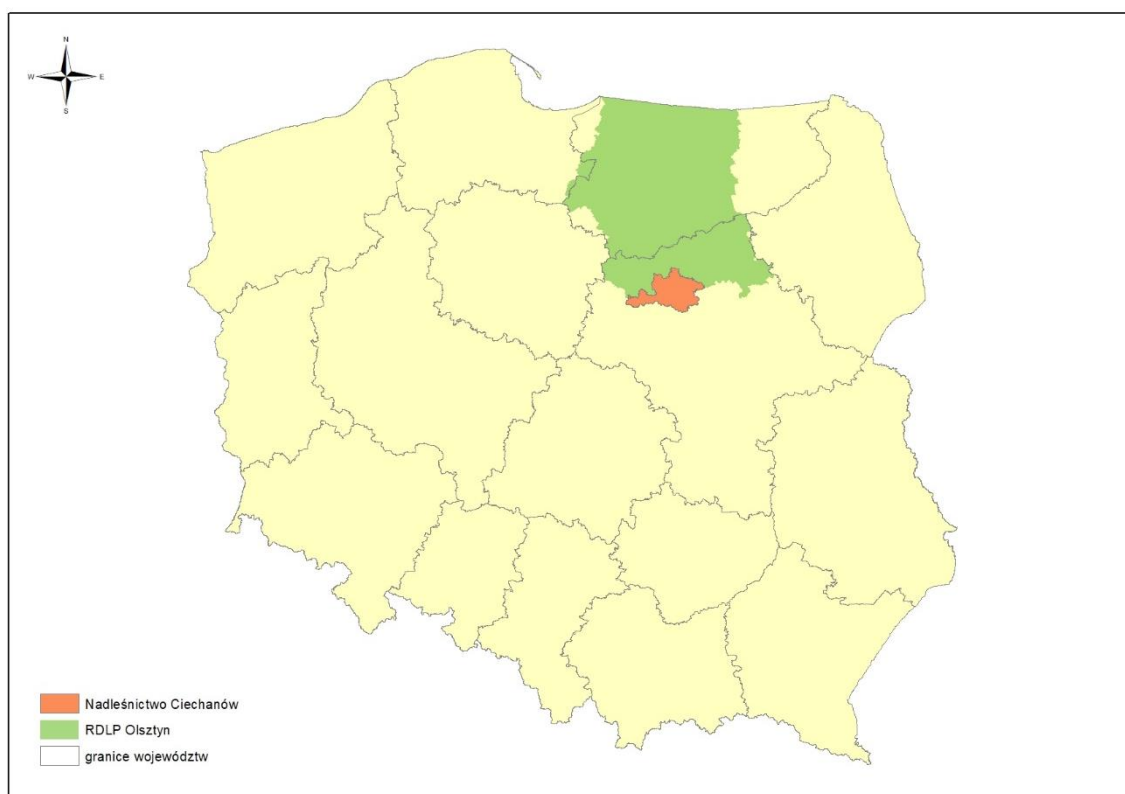 N
W E
S
Nadleśnictwo Ciechanów
RDLP Olsztyn
granice województw